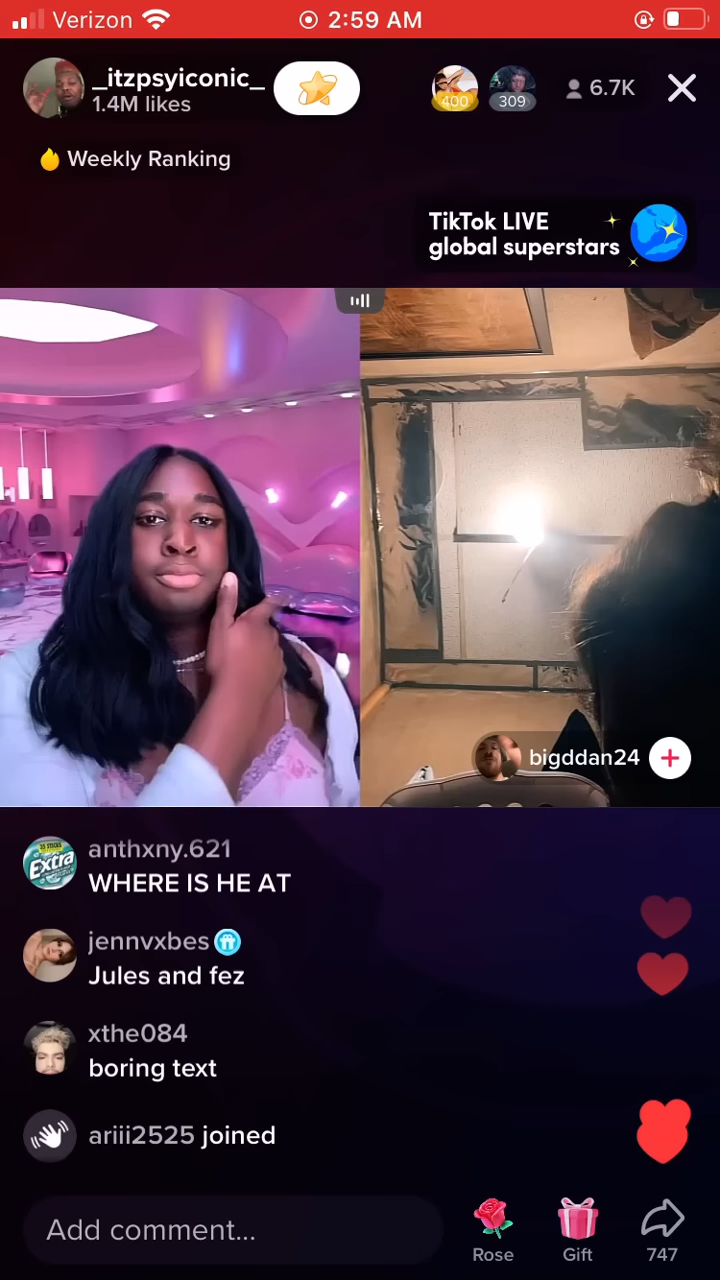 Verizon 2:59 AM
_itzpsyiconic_
1.4M likes
400
309
6.7K
Weekly Ranking
TikTok LIVE
global superstars
bigddan24
anthxny.621
WHERE IS HE AT
jennvxbes
Jules and fez
xthe084
boring text
ariii2525 joined
Extra
Add comment...
Rose
Gift
747